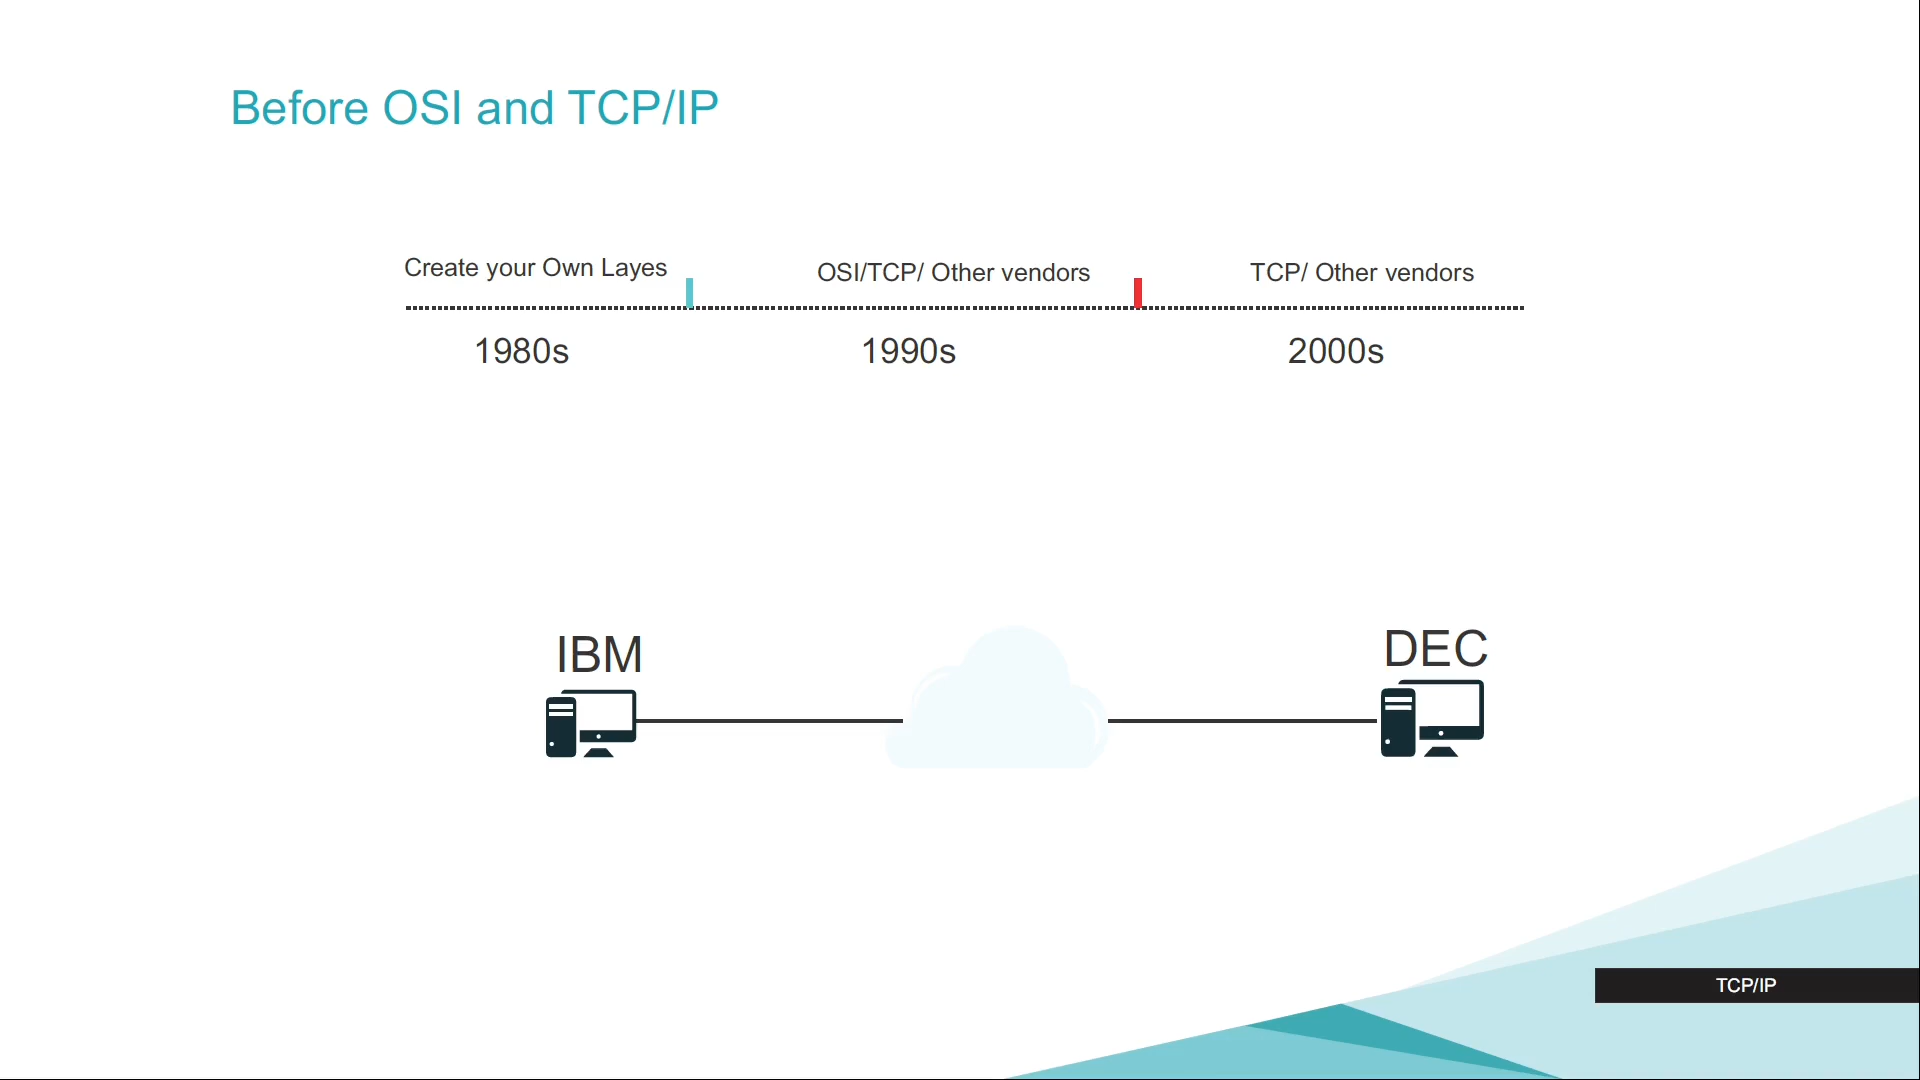 Before OSI and TCP/IP
Create your Own Layes
OSI/TCP/ Other vendors
TCP/ Other vendors
1980s
1990s
2000s
IBM
DEC
TCP/IP